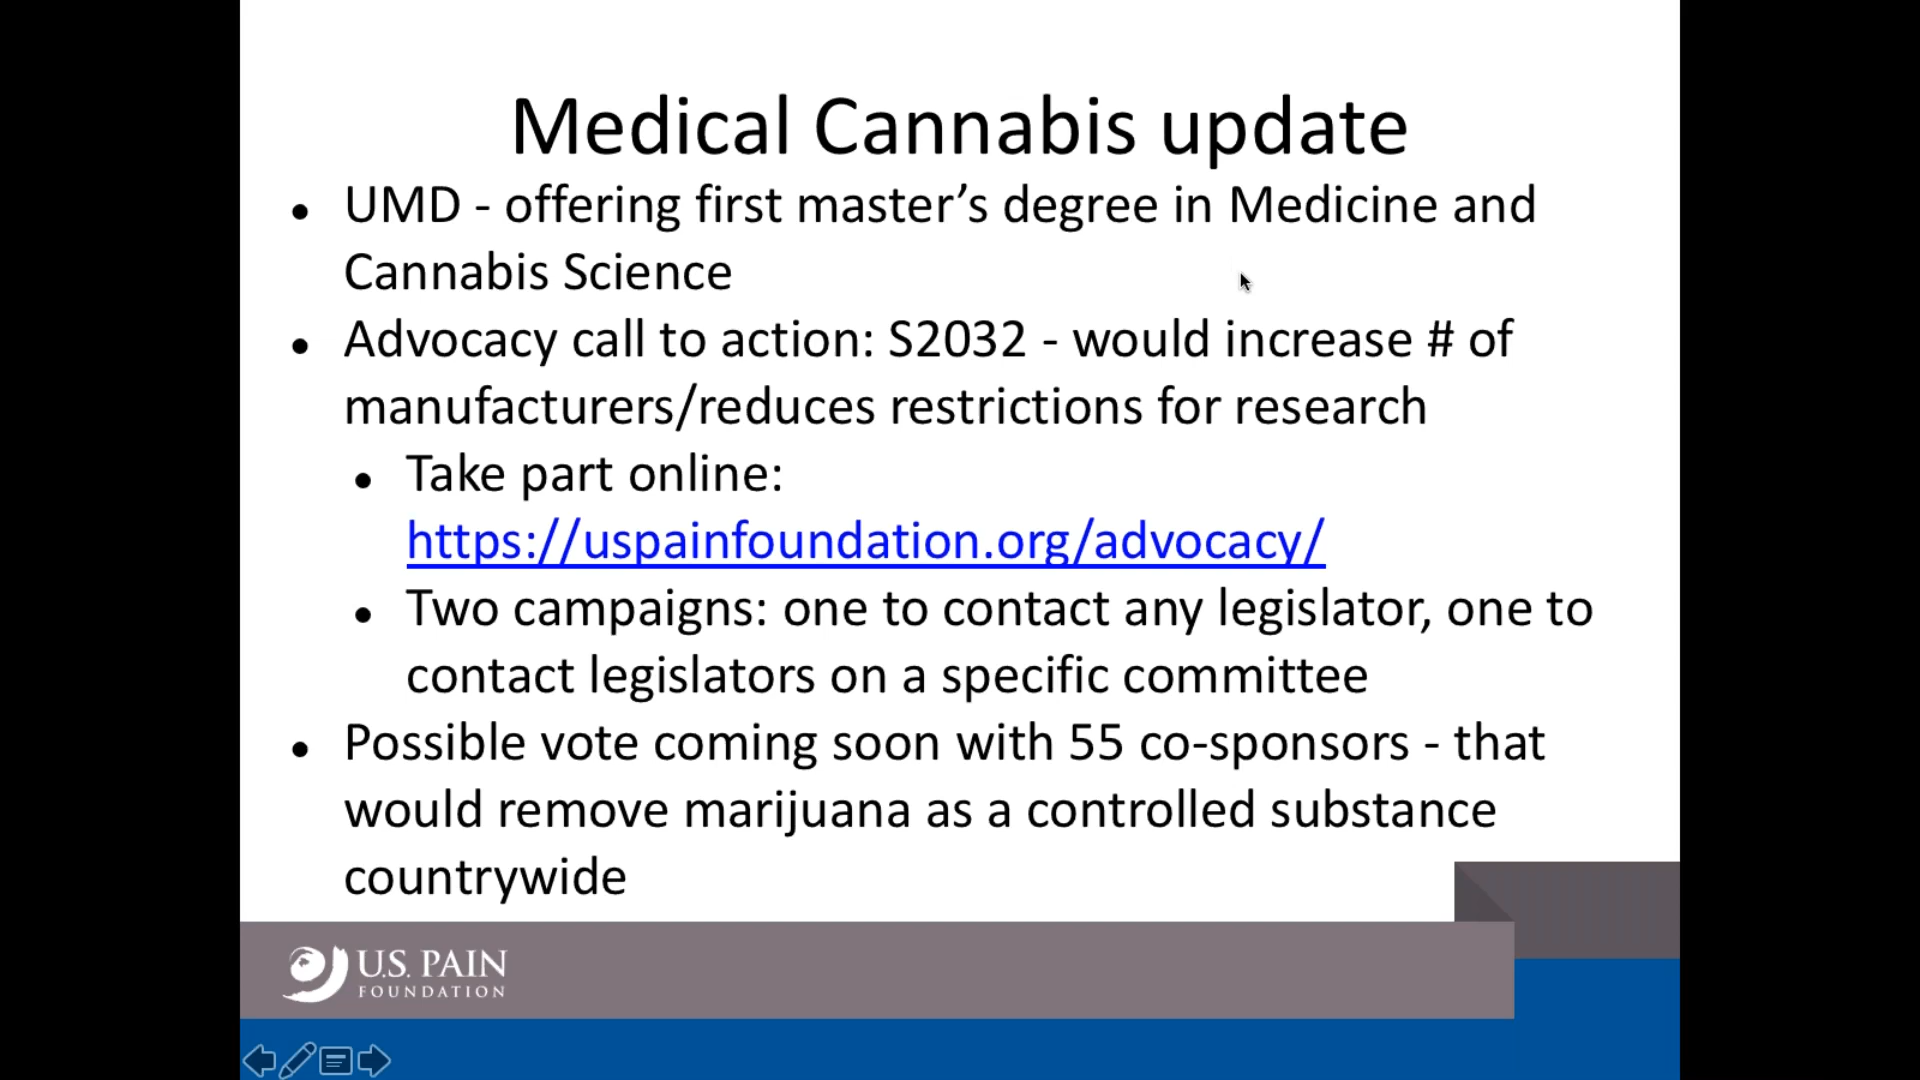 Medical Cannabis update
• UMD - offering first master’s degree in Medicine and
Cannabis Science
• Advocacy call to action: S2032 - would increase # of
manufacturers/reduces restrictions for research
• Take part online:
https://uspainfoundation.org/advocacy/
• Two campaigns: one to contact any legislator, one to
contact legislators on a specific committee
• Possible vote coming soon with 55 co-sponsors - that
would remove marijuana as a controlled substance
countrywide
U.S. PAIN
FOUNDATION